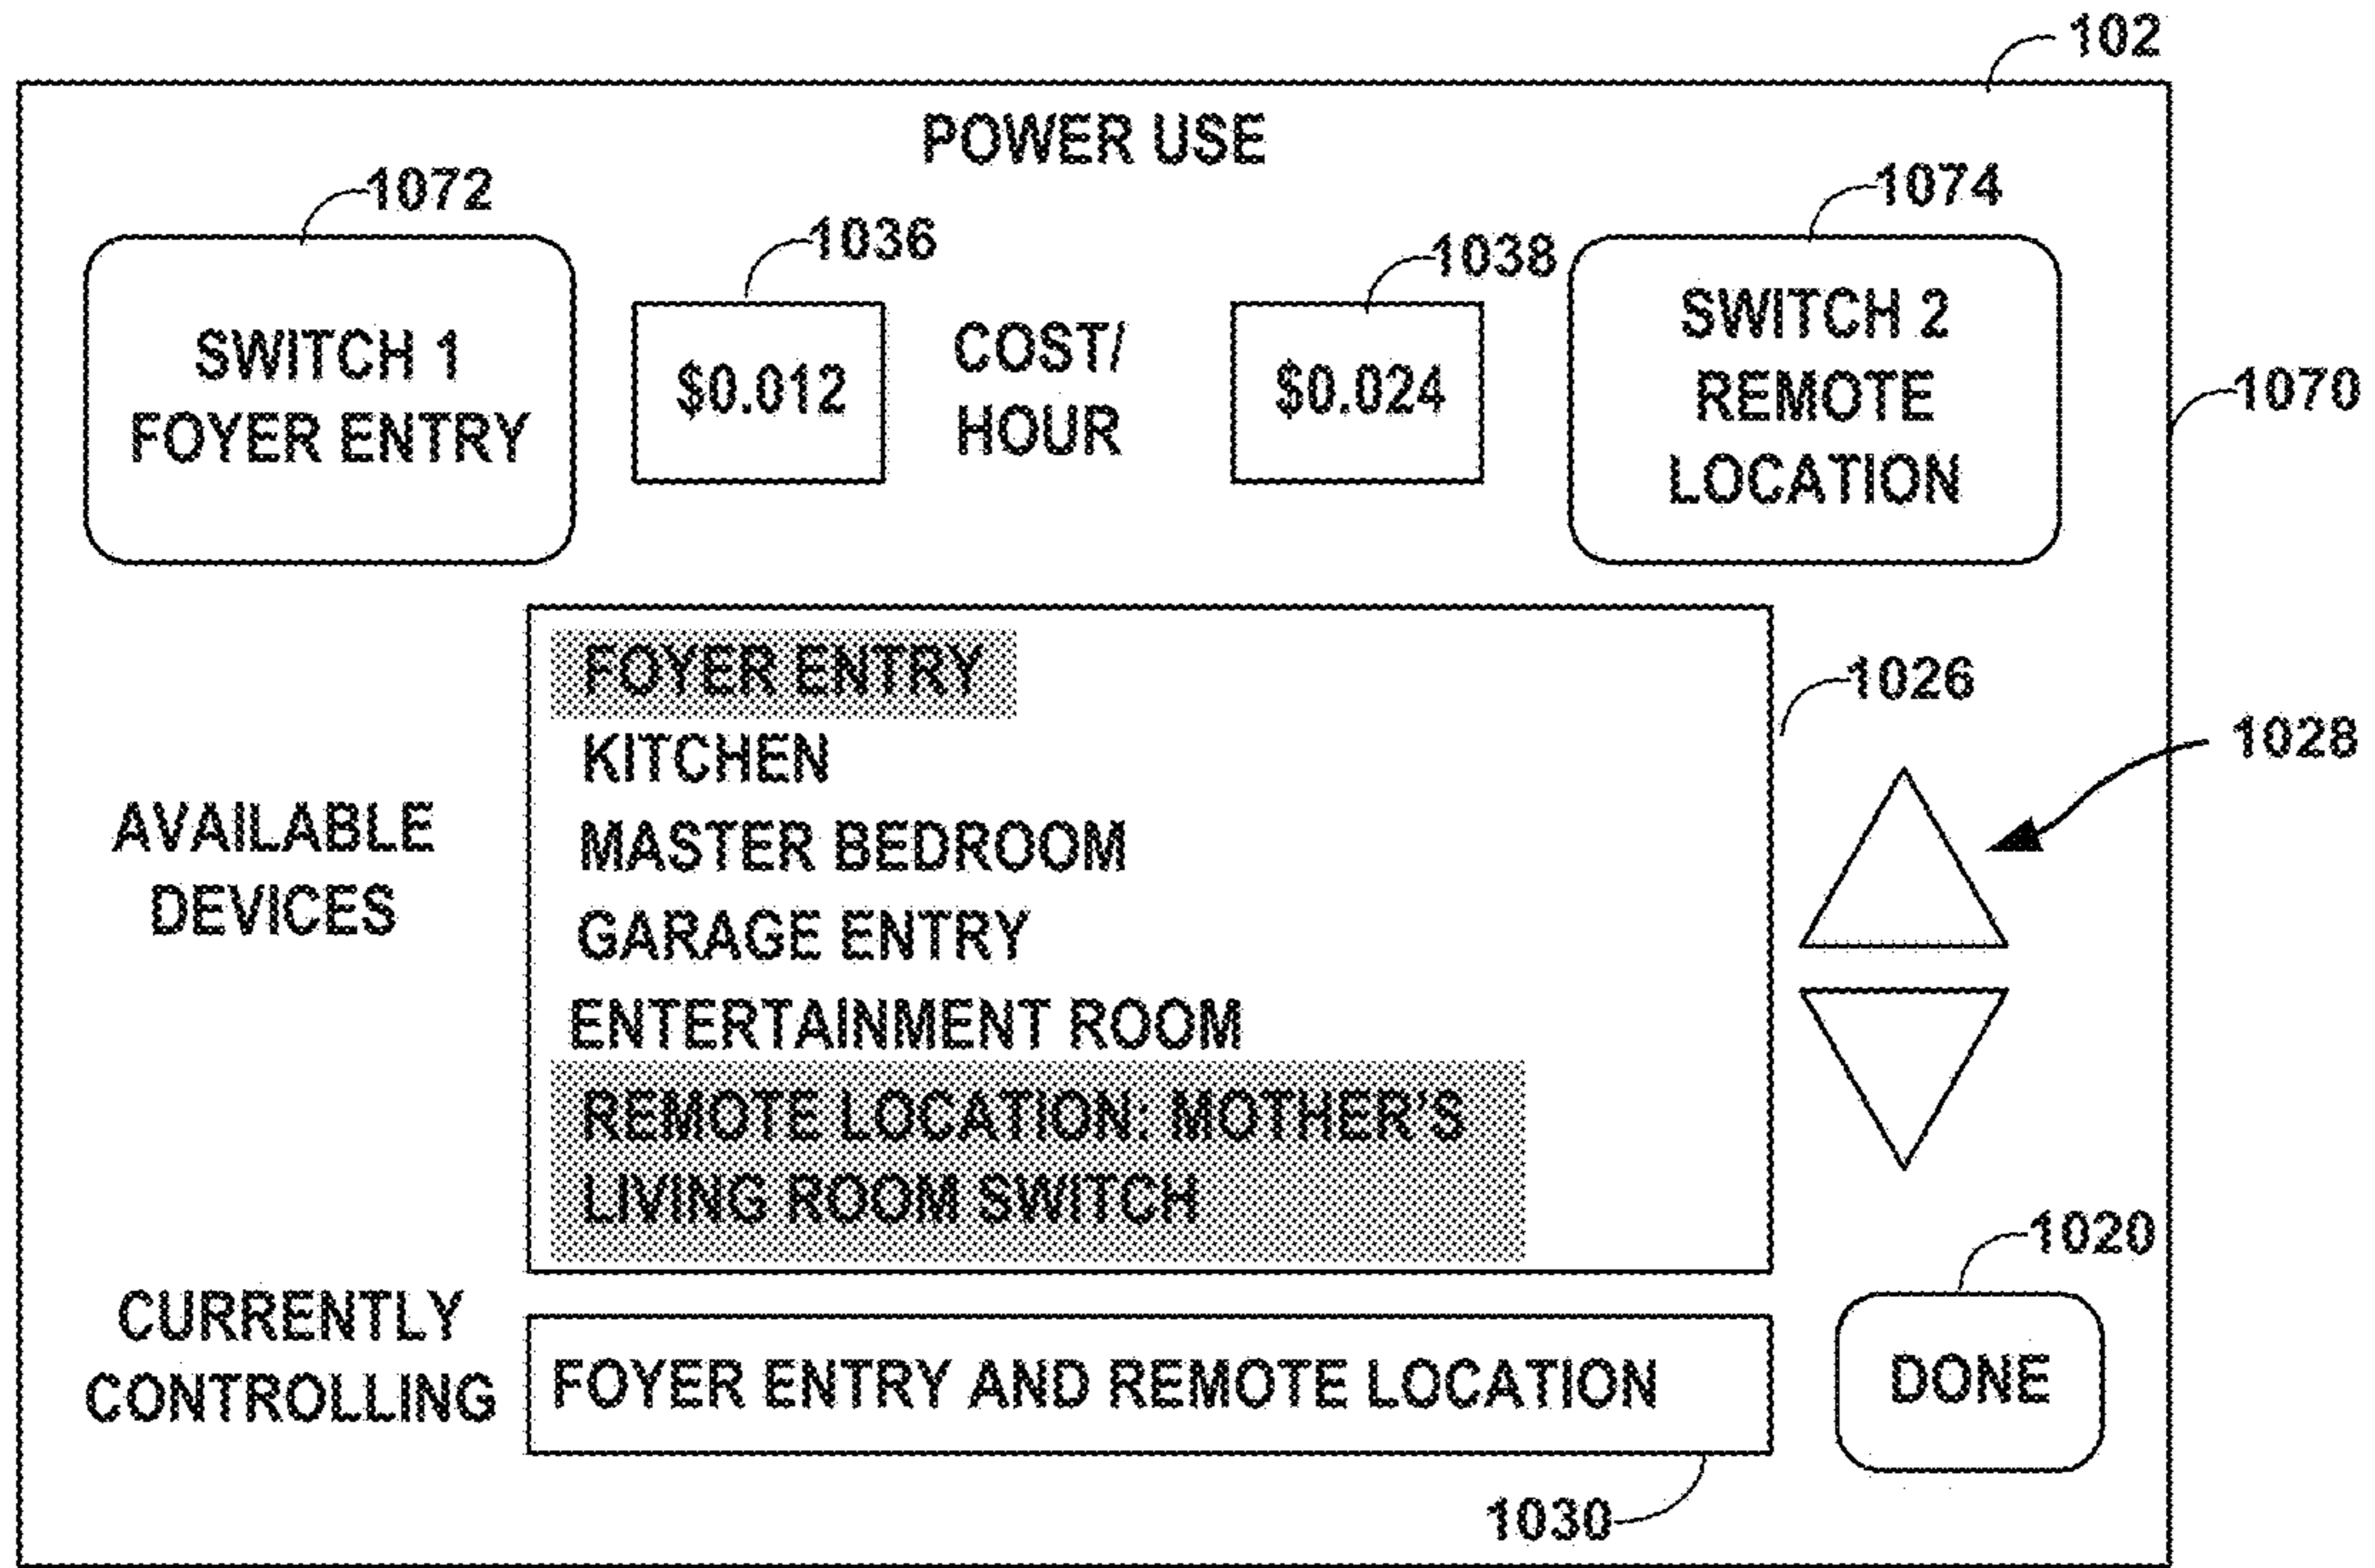 102
POWER USE
1072
1074
1036
1038
SWITCH 1
FOYER ENTRY
$0.012
COST/
HOUR
$0.024
SWITCH 2
REMOTE
LOCATION
1070
FOYER ENTRY
1026
KITCHEN
1028
AVAILABLE
DEVICES
MASTER BEDROOM
GARAGE ENTRY
ENTERTAINMENT ROOM
REMOTE LOCATION: MOTHER'S
LIVING ROOM SWITCH
1020
CURRENTLY
CONTROLLING
FOYER ENTRY AND REMOTE LOCATION
DONE
1030